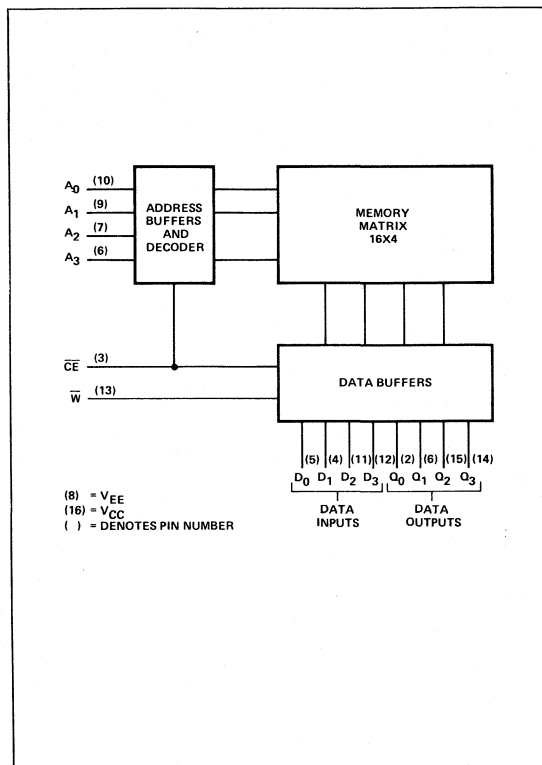 A0 (10)
A1 (9)
A2 (7)
A3 (6)
ADDRESS
BUFFERS
AND
DECODER
MEMORY
MATRIX
16X4
CE (3)
W (13)
DATA BUFFERS
(5) (4) (11) (12) (2) (6) (15) (14)
D0 D1 D2 D3 Q0 Q1 Q2 Q3
DATA
INPUTS
DATA
OUTPUTS
(8) = VEE
(16) = VCC
( ) = DENOTES PIN NUMBER